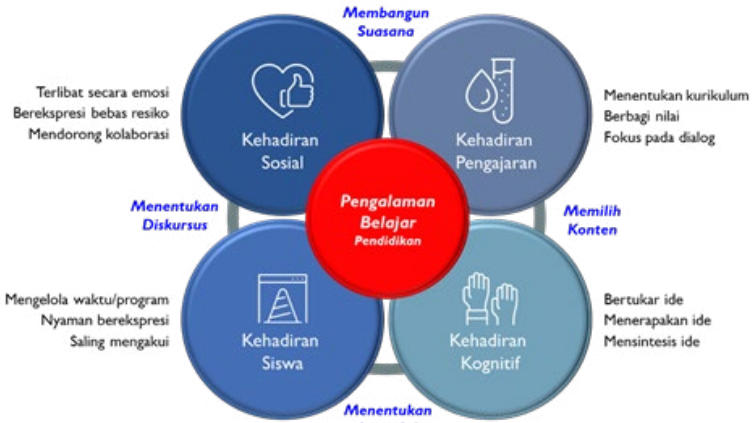 Membangun
Suasana
Terlibat secara emosi
Berekspresi bebas resiko
Mendorong kolaborasi
Kehadiran
Sosial
Kehadiran
Pengajaran
Menentukan kurikulum
Berbagi nilai
Fokus pada dialog
Menentukan
Diskursus
Pengalaman
Belajar
Pendidikan
Memilih
Konten
Mengelola waktu/program
Nyaman berekspresi
Saling mengakui
Kehadiran
Siswa
Kehadiran
Kognitif
Bertukar ide
Menerapakan ide
Mensintesis ide
Menentukan